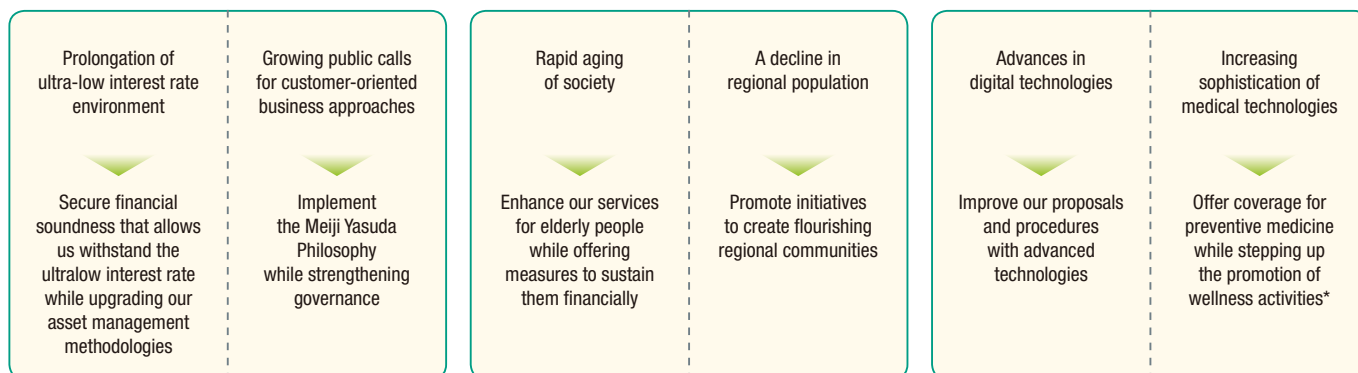 Prolongation of
ultra-low interest rate
environment
Secure financial
soundness that allows
us withstand the
ultralow interest rate
while upgrading our
asset management
methodologies
Growing public calls
for customer-oriented
business approaches
Implement
the Meiji Yasuda
Philosophy
while strengthening
governance
Rapid aging
of society
Enhance our services
for elderly people
while offering
measures to sustain
them financially
A decline in
regional population
Promote initiatives
to create flourishing
regional communities
Advances in
digital technologies
Improve our proposals
and procedures
with advanced
technologies
Increasing
sophistication of
medical technologies
Offer coverage for
preventive medicine
while stepping up
the promotion of
wellness activities*